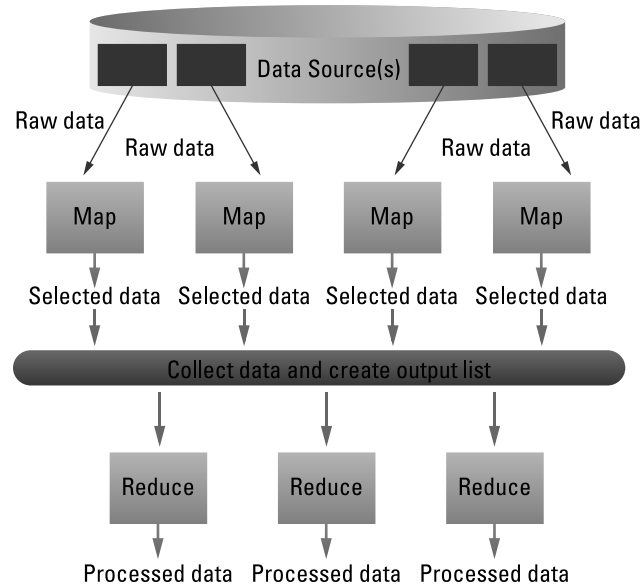 Data Source(s)
Raw data
Raw data
Raw data
Raw data
Map
Map
Map
Map
Selected data
Selected data
Selected data
Selected data
Collect data and create output list
Reduce
Reduce
Reduce
Processed data
Processed data
Processed data